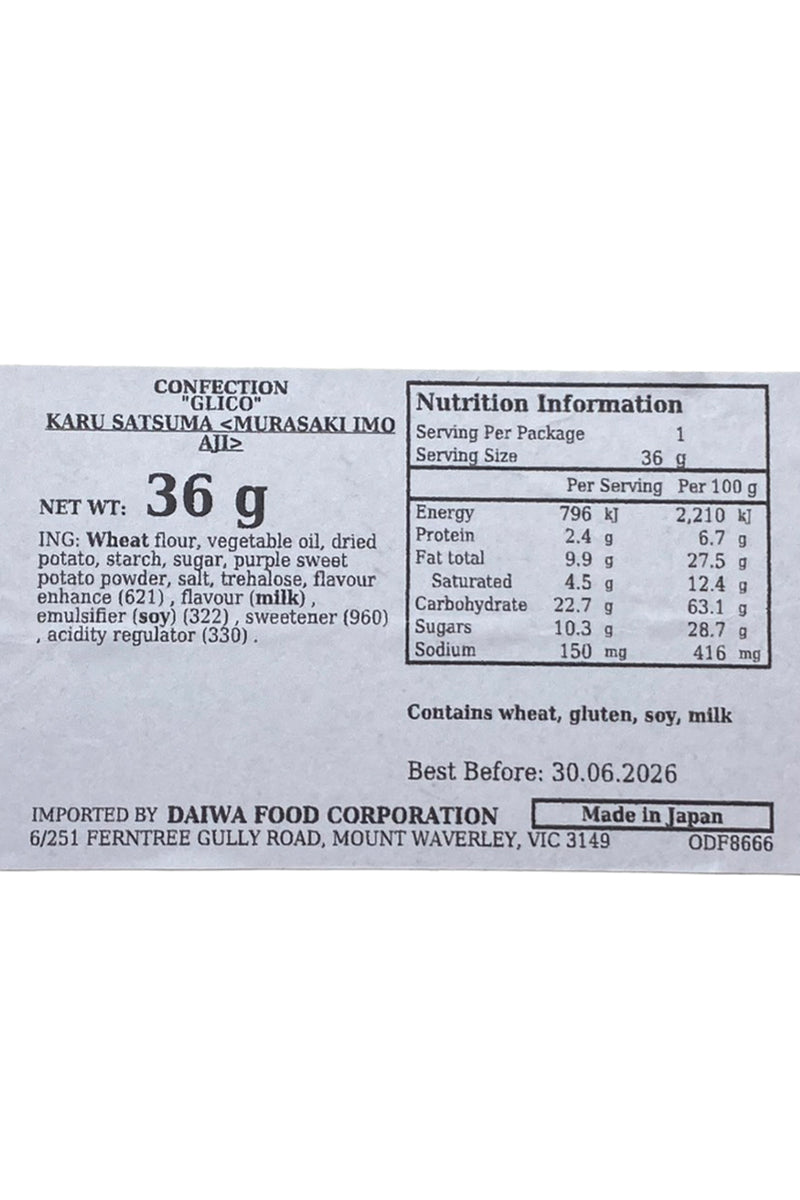 CONFECTION
"GLICO"
KARU SATSUMA <MURASAKI IMO
AJI>
NET WT: 36 g
ING: Wheat flour, vegetable oil, dried
potato, starch, sugar, purple sweet
potato powder, salt, trehalose, flavour
enhance (621) , flavour (milk) ,
emulsifier (soy) (322) , sweetener (960)
, acidity regulator (330) .
Nutrition Information
Serving Per Package 1
Serving Size 36 g
Per Serving Per 100 g
Energy 796 kJ 2,210 kJ
Protein 2.4 g 6.7 g
Fat total 9.9 g 27.5 g
Saturated 4.5 g 12.4 g
Carbohydrate 22.7 g 63.1 g
Sugars 10.3 g 28.7 g
Sodium 150 mg 416 mg
Contains wheat, gluten, soy, milk
Best Before: 30.06.2026
IMPORTED BY DAIWA FOOD CORPORATION Made in Japan
6/251 FERNTREE GULLY ROAD, MOUNT WAVERLEY, VIC 3149 ODF8666